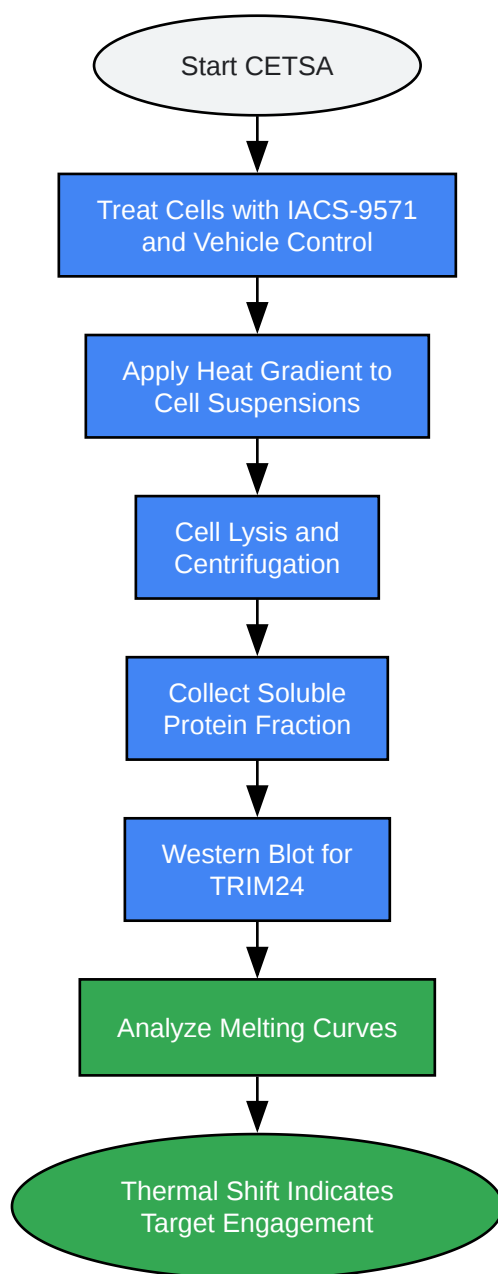 Start CETSA
Treat Cells with IACS-9571
and Vehicle Control
Apply Heat Gradient to
Cell Suspensions
Cell Lysis and
Centrifugation
Collect Soluble
Protein Fraction
Western Blot for
TRIM24
Analyze Melting Curves
Thermal Shift Indicates
Target Engagement